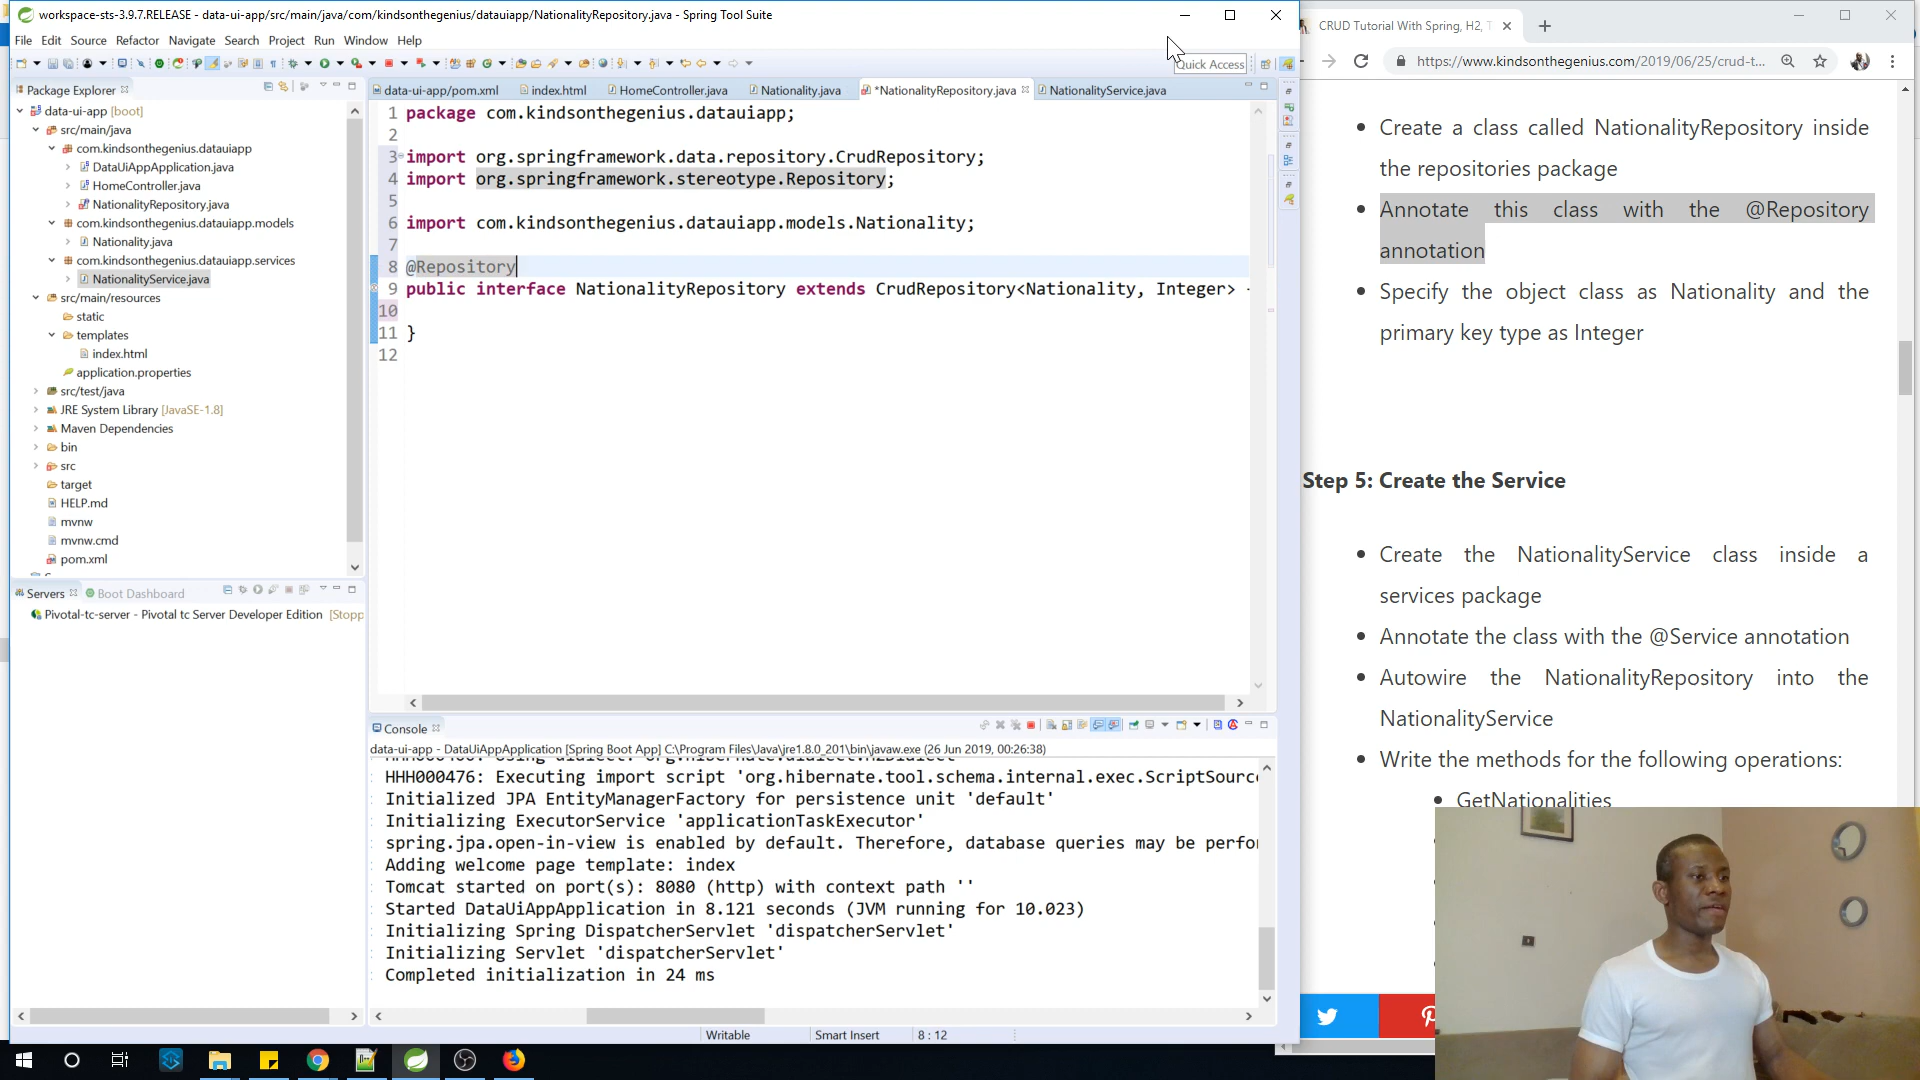 workspace-sts-3.9.7.RELEASE - data-ui-app/src/main/java/com/kindsonthegenius/datauiapp/NationalityRepository.java - Spring Tool Suite
File Edit Source Refactor Navigate Search Project Run Window Help
Quick Access
Package Explorer
data-ui-app [boot]
src/main/java
com.kindsonthegenius.datauiapp
DataUiAppApplication.java
HomeController.java
NationalityRepository.java
com.kindsonthegenius.datauiapp.models
Nationality.java
com.kindsonthegenius.datauiapp.services
NationalityService.java
src/main/resources
static
templates
index.html
application.properties
src/test/java
JRE System Library [JavaSE-1.8]
Maven Dependencies
bin
src
target
HELP.md
mvnw
mvnw.cmd
pom.xml
Servers Boot Dashboard
Pivotal-tc-server - Pivotal tc Server Developer Edition [Stopp
data-ui-app/pom.xml index.html HomeController.java Nationality.java *NationalityRepository.java NationalityService.java
1 package com.kindsonthegenius.datauiapp;
2
3 import org.springframework.data.repository.CrudRepository;
4 import org.springframework.stereotype.Repository;
5
6 import com.kindsonthegenius.datauiapp.models.Nationality;
7
8 @Repository
9 public interface NationalityRepository extends CrudRepository<Nationality, Integer>
10
11 }
12
Console
data-ui-app - DataUiAppApplication [Spring Boot App] C:\Program Files\Java\jre1.8.0_201\bin\javaw.exe (26 Jun 2019, 00:26:38)
HHH000400: Using dialect: org.hibernate.dialect.H2Dialect
HHH000476: Executing import script 'org.hibernate.tool.schema.internal.exec.ScriptSource
Initialized JPA EntityManagerFactory for persistence unit 'default'
Initializing ExecutorService 'applicationTaskExecutor'
spring.jpa.open-in-view is enabled by default. Therefore, database queries may be perfor
Adding welcome page template: index
Tomcat started on port(s): 8080 (http) with context path ''
Started DataUiAppApplication in 8.121 seconds (JVM running for 10.023)
Initializing Spring DispatcherServlet 'dispatcherServlet'
Initializing Servlet 'dispatcherServlet'
Completed initialization in 24 ms
Writable Smart Insert 8 : 12
CRUD Tutorial With Spring, H2, T
https://www.kindsonthegenius.com/2019/06/25/crud-t...
Create a class called NationalityRepository inside
the repositories package
Annotate this class with the @Repository
annotation
Specify the object class as Nationality and the
primary key type as Integer
Step 5: Create the Service
Create the NationalityService class inside a
services package
Annotate the class with the @Service annotation
Autowire the NationalityRepository into the
NationalityService
Write the methods for the following operations:
GetNationalities